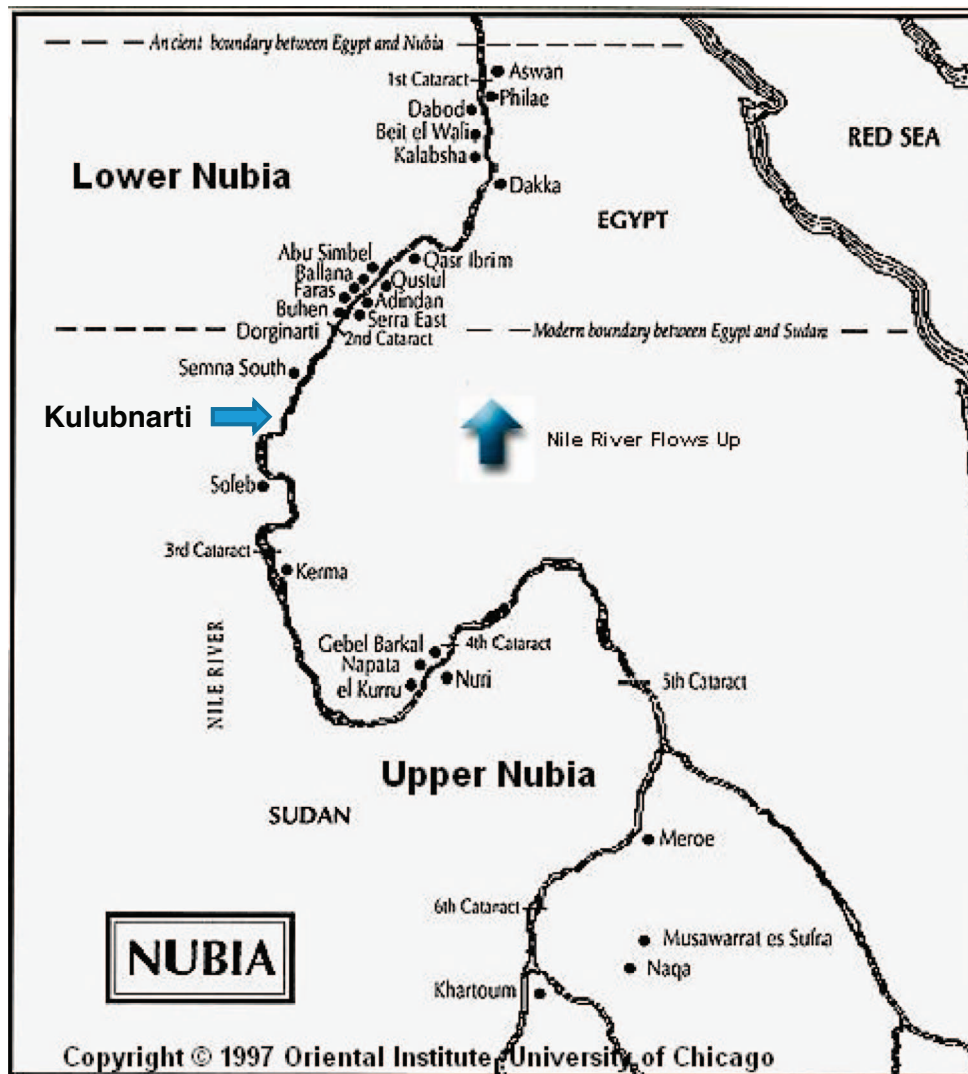 Ancient boundary between Egypt and Nubia
1st Cataract
Aswan
Philae
Dabod
Beit el Wali
Kalabsha
Lower Nubia
Dakka
RED SEA
EGYPT
Abu Simbel
Ballana
Faras
Buhen
Qasr Ibrim
Qustul
Adindan
Serra East
Dorginarti
2nd Cataract
Modern boundary between Egypt and Sudan
Semna South
Kulubnarti
Nile River Flows Up
Soleb
3rd Cataract
Kerma
NILE RIVER
Gebel Barkal
4th Cataract
Napata
el Kurru
Nuri
5th Cataract
Upper Nubia
SUDAN
Meroe
6th Cataract
Musawarrat es Sufra
Naqa
NUBIA
Khartoum
Copyright © 1997 Oriental Institute, University of Chicago